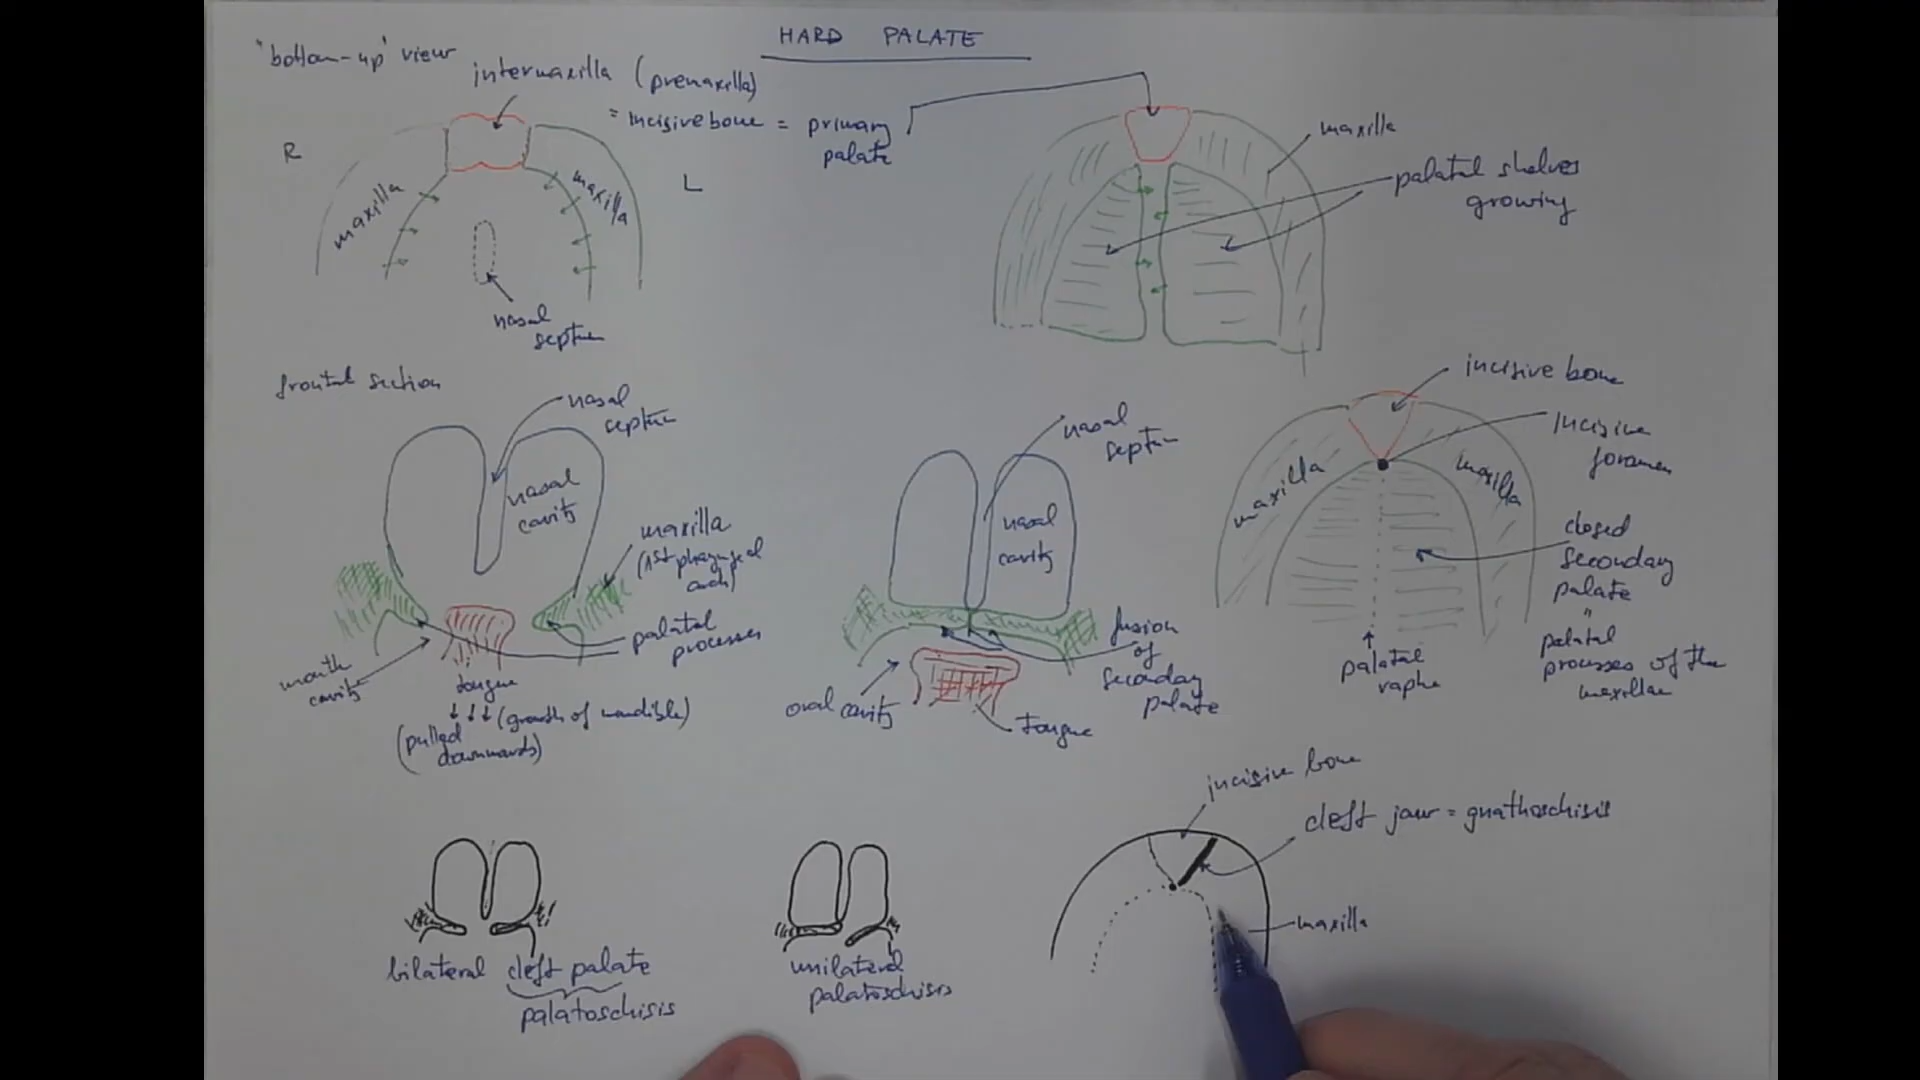 HARD PALATE
"bottom-up" view
intermaxilla (premaxilla)
= incisive bone = primary
palate
R
L
maxilla
maxilla
nasal
septum
maxilla
palatal shelves
growing
frontal section
nasal
septum
nasal
cavity
maxilla
(1st pharyngeal
arch)
palatal
processes
mouth
cavity
tongue
(growth of mandible)
(pulled
downwards)
nasal
septum
nasal
cavity
fusion
of
secondary
palate
oral cavity
Tongue
incisive bone
Incisive
foramen
maxilla
maxilla
closed
secondary
palate
"
palatal
processes of the
maxillae
palatal
raphe
bilateral cleft palate
palatoschisis
unilateral
palatoschisis
incisive bone
cleft jaw = gnathoschisis
maxilla